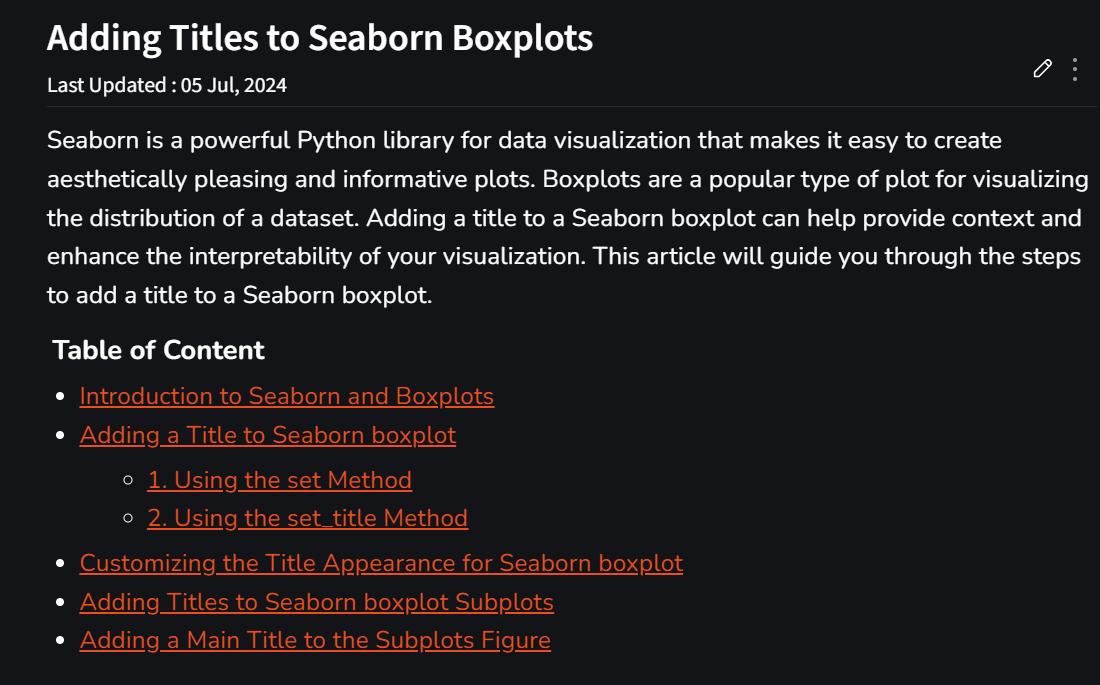 Adding Titles to Seaborn Boxplots
Last Updated : 05 Jul, 2024
Seaborn is a powerful Python library for data visualization that makes it easy to create
aesthetically pleasing and informative plots. Boxplots are a popular type of plot for visualizing
the distribution of a dataset. Adding a title to a Seaborn boxplot can help provide context and
enhance the interpretability of your visualization. This article will guide you through the steps
to add a title to a Seaborn boxplot.
Table of Content
Introduction to Seaborn and Boxplots
Adding a Title to Seaborn boxplot
1. Using the set Method
2. Using the set_title Method
Customizing the Title Appearance for Seaborn boxplot
Adding Titles to Seaborn boxplot Subplots
Adding a Main Title to the Subplots Figure